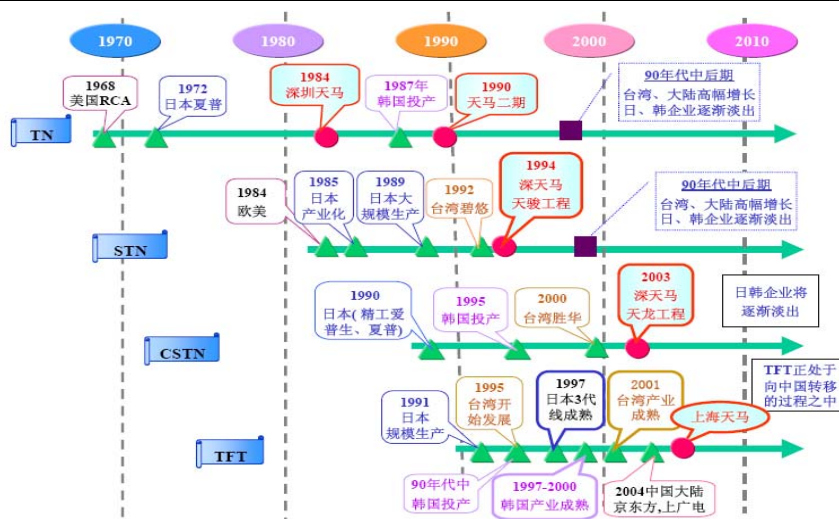 1970
1980
1990
2000
2010
1968
美国RCA
1972
日本夏普
1984
深圳天马
1987年
韩国投产
1990
天马二期
90年代中后期
台湾、大陆高幅增长
日、韩企业逐渐淡出
TN
1984
欧美
1985
日本
产业化
1989
日本大
规模生产
1992
台湾碧悠
1994
深天马
天骏工程
90年代中后期
台湾、大陆高幅增长
日、韩企业逐渐淡出
STN
1990
日本( 精工爱
普生、夏普)
1995
韩国投产
2000
台湾胜华
2003
深天马
天龙工程
日韩企业将
逐渐淡出
CSTN
1991
日本
规模生产
1995
台湾开
始发展
1997
日本3代
线成熟
2001
台湾产业
成熟
上海天马
TFT正处于
向中国转移
的过程之中
TFT
90年代中
韩国投产
1997-2000
韩国产业成熟
2004中国大陆
京东方,上广电